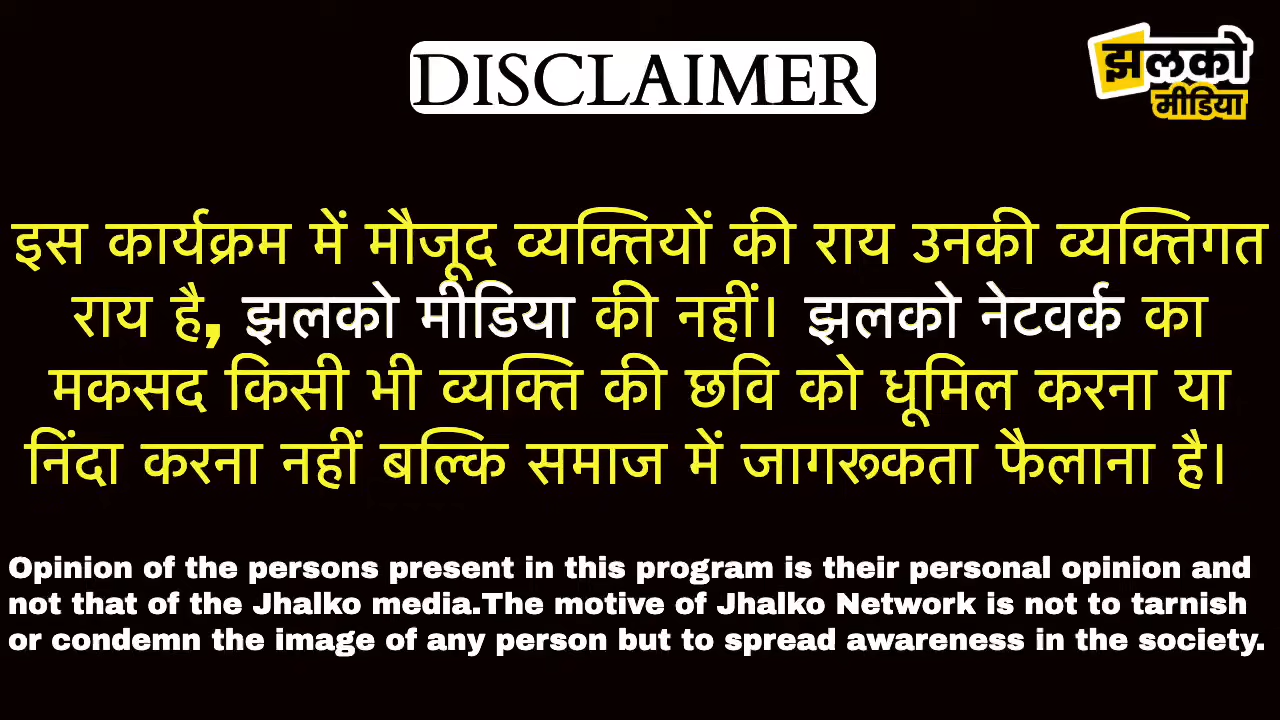 DISCLAIMER
झलको
मीडिया
इस कार्यक्रम में मौजूद व्यक्तियों की राय उनकी व्यक्तिगत
राय है, झलको मीडिया की नहीं। झलको नेटवर्क का
मकसद किसी भी व्यक्ति की छवि को धूमिल करना या
निंदा करना नहीं बल्कि समाज में जागरूकता फैलाना है।
Opinion of the persons present in this program is their personal opinion and
not that of the Jhalko media.The motive of Jhalko Network is not to tarnish
or condemn the image of any person but to spread awareness in the society.